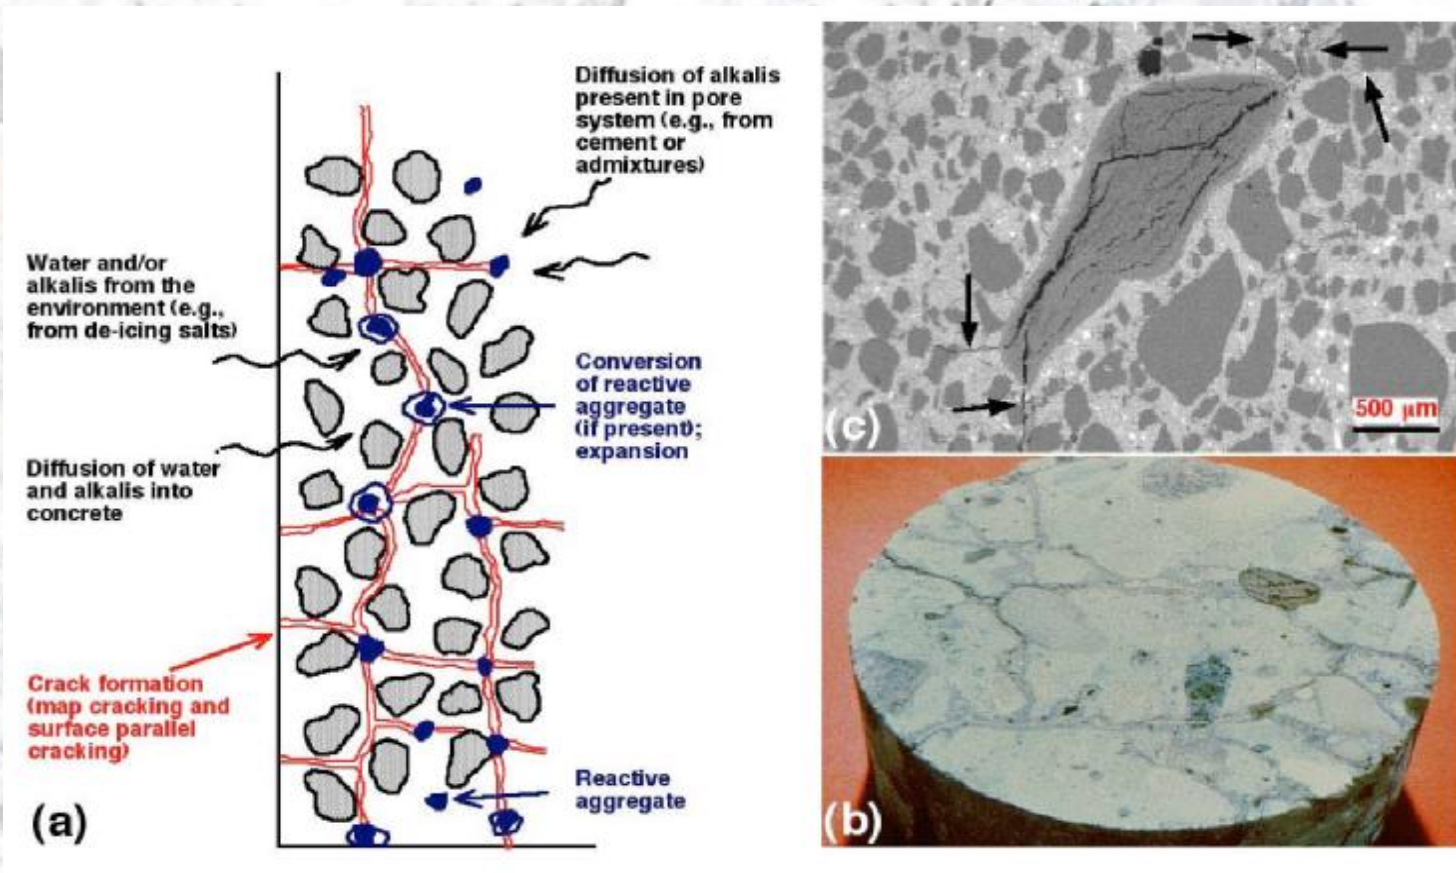 Diffusion of alkalis
present in pore
system (e.g., from
cement or
admixtures)
Water and/or
alkalis from the
environment (e.g.,
from de-icing salts)
Conversion
of reactive
aggregate
(if present);
expansion
Diffusion of water
and alkalis into
concrete
Crack formation
(map cracking and
surface parallel
cracking)
Reactive
aggregate
(a)
500 µm
(c)
(b)